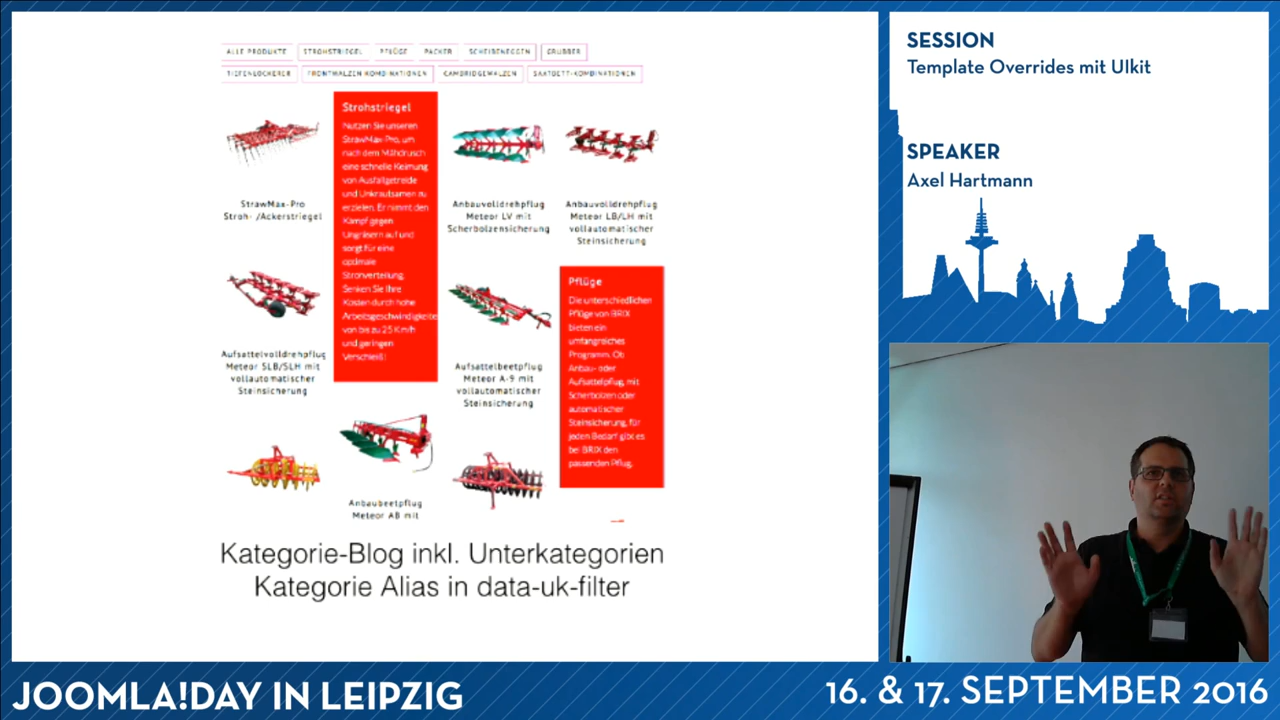 ALLE PRODUKTE STROHSTRIEGEL PFLÜGE PACKER SCHEIBENEGGEN GRUBBER
TIEFENLOCKERER FRONTWALZEN KOMBINATIONEN CAMBRIDGEWALZEN SAATBETT-KOMBINATIONEN
StrawMax-Pro
Stroh- /Ackerstriegel
Strohstriegel
Nutzen Sie unseren
StrawMax-Pro, um
nach dem Mähdrusch
eine schnelle Keimung
von Ausfallgetreide
und Unkrautsamen zu
erzielen. Er nimmt den
Kampf gegen
Ungräsern auf und
sorgt für eine
optimale
Strohverteilung.
Senken Sie Ihre
Kosten durch hohe
Arbeitsgeschwindigkeite
von bis zu 25 Km/h
und geringen
Verschleiß!
Anbauvolldrehpflug
Meteor LV mit
Scherbolzensicherung
Anbauvolldrehpflug
Meteor LB/LH mit
vollautomatischer
Steinsicherung
Aufsattelvolldrehpflug
Meteor SLB/SLH mit
vollautomatischer
Steinsicherung
Aufsattelbeetpflug
Meteor A-9 mit
vollautomatischer
Steinsicherung
Pflüge
Die unterschiedlichen
Pflüge von BRIX
bieten ein
umfangreiches
Programm. Ob
Anbau- oder
Aufsattelpflug, mit
Scherbolzen oder
automatischer
Steinsicherung, für
jeden Bedarf gibt es
bei BRIX den
passenden Pflug.
Anbaubeetpflug
Meteor AB mit
Kategorie-Blog inkl. Unterkategorien
Kategorie Alias in data-uk-filter
SESSION
Template Overrides mit UIkit
SPEAKER
Axel Hartmann
JOOMLA!DAY IN LEIPZIG
16. & 17. SEPTEMBER 2016